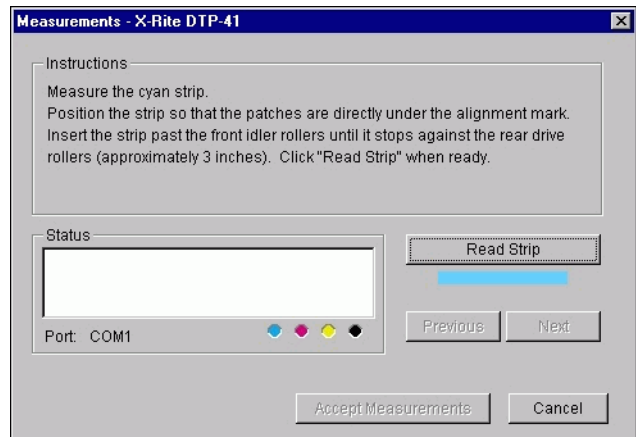 Measurements - X-Rite DTP-41
Instructions
Measure the cyan strip.
Position the strip so that the patches are directly under the alignment mark.
Insert the strip past the front idler rollers until it stops against the rear drive
rollers (approximately 3 inches).  Click "Read Strip" when ready.
Status
Read Strip
Port:  COM1
Previous
Next
Accept Measurements
Cancel